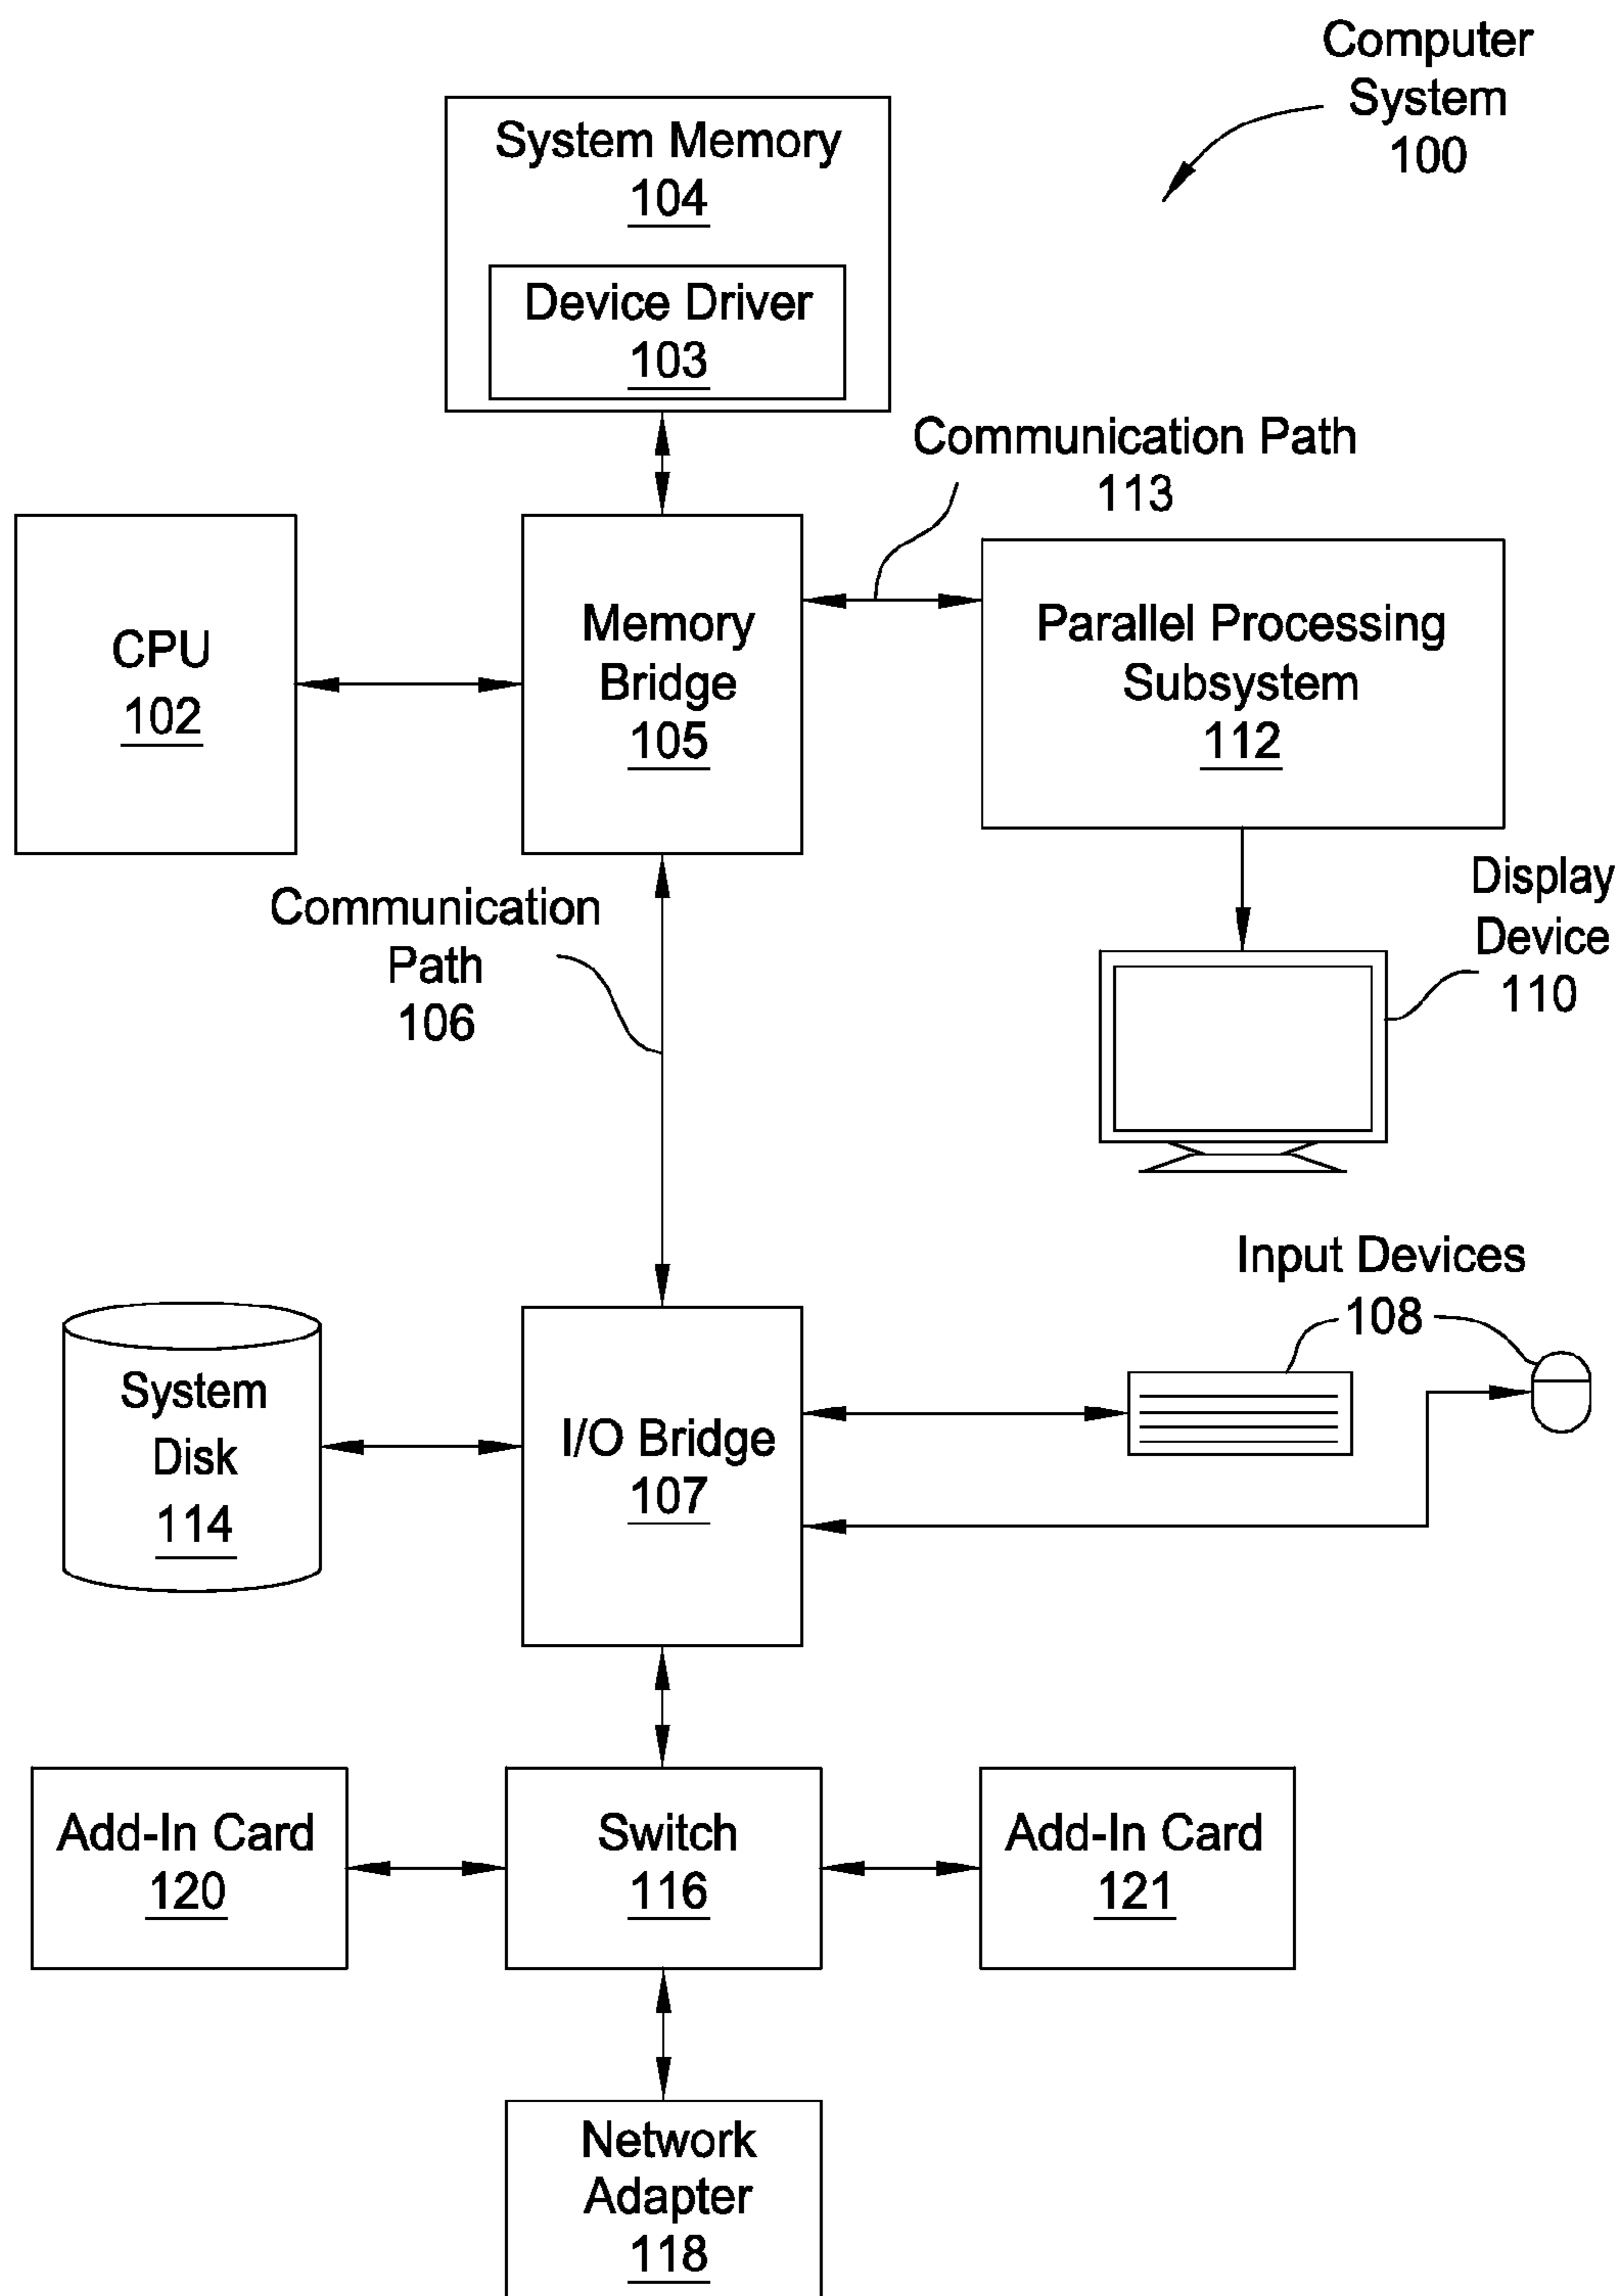 Computer
System
100
System Memory
104
Device Driver
103
Communication Path
113
CPU
102
Memory
Bridge
105
Parallel Processing
Subsystem
112
Communication
Path
106
Display
Device
110
Input Devices
108
System
Disk
114
I/O Bridge
107
Add-In Card
120
Switch
116
Add-In Card
121
Network
Adapter
118